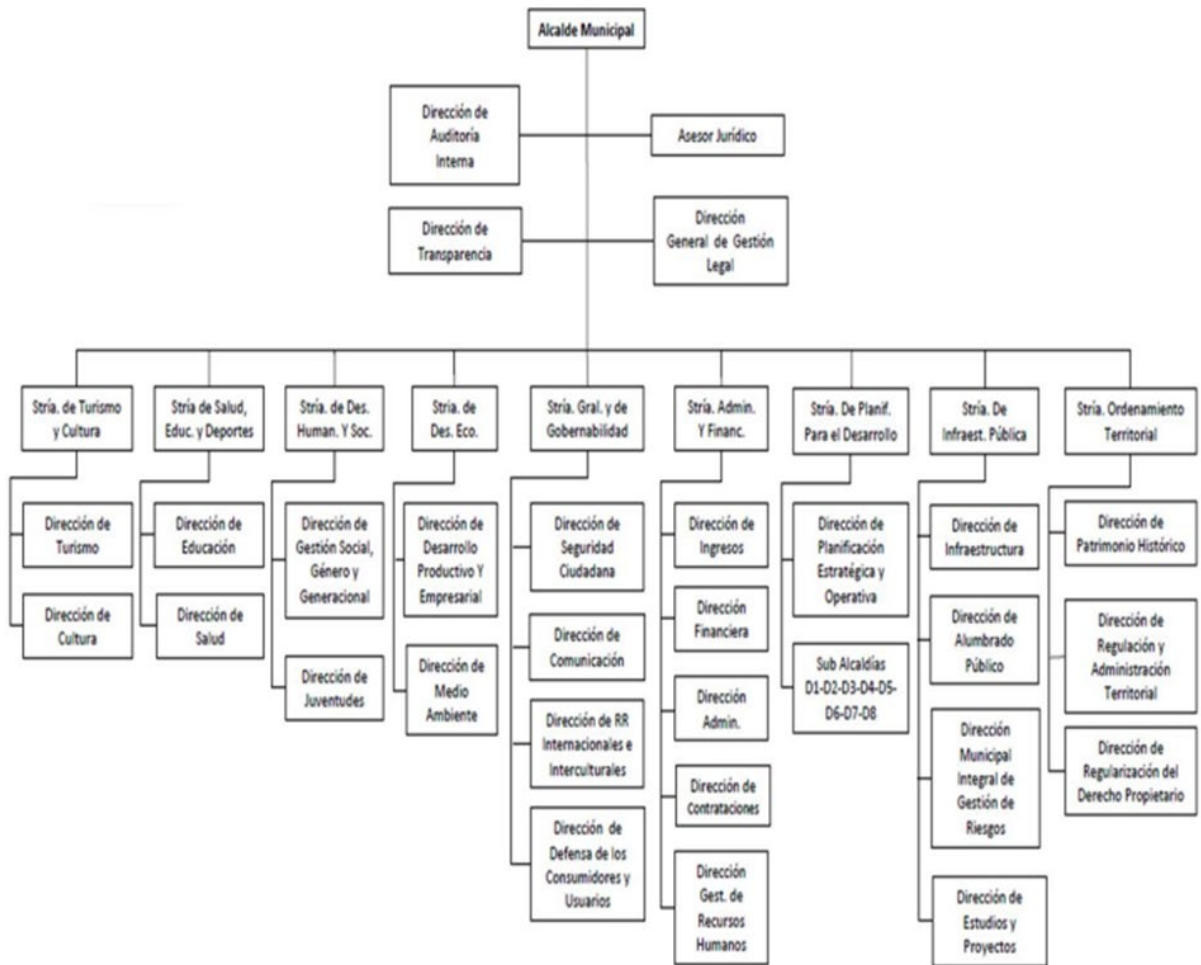 Alcalde Municipal
Dirección de
Auditoría
Interna
Asesor Jurídico
Dirección de
Transparencia
Dirección
General de Gestión
Legal
Stría. de Turismo
y Cultura
Stría de Salud,
Educ. y Deportes
Stría. de Des.
Human. Y Soc.
Stria. de
Des. Eco.
Stría. Gral. y de
Gobernabilidad
Stría. Admin.
Y Financ.
Stría. De Planif.
Para el Desarrollo
Stría. De
Infraest. Pública
Stría. Ordenamiento
Territorial
Dirección de
Turismo
Dirección de
Cultura
Dirección de
Educación
Dirección de
Salud
Dirección de
Gestión Social,
Género y
Generacional
Dirección de
Juventudes
Dirección de
Desarrollo
Productivo Y
Empresarial
Dirección de
Medio
Ambiente
Dirección de
Seguridad
Ciudadana
Dirección de
Comunicación
Dirección de RR
Internacionales e
Interculturales
Dirección de
Defensa de los
Consumidores y
Usuarios
Dirección de
Ingresos
Dirección
Financiera
Dirección
Admin.
Dirección de
Contrataciones
Dirección
Gest. de
Recursos
Humanos
Dirección de
Planificación
Estratégica y
Operativa
Sub Alcaldías
D1-D2-D3-D4-D5-
D6-D7-D8
Dirección de
Infraestructura
Dirección de
Alumbrado
Público
Dirección
Municipal
Integral de
Gestión de
Riesgos
Dirección de
Estudios y
Proyectos
Dirección de
Patrimonio Histórico
Dirección de
Regulación y
Administración
Territorial
Dirección de
Regularización del
Derecho Propietario